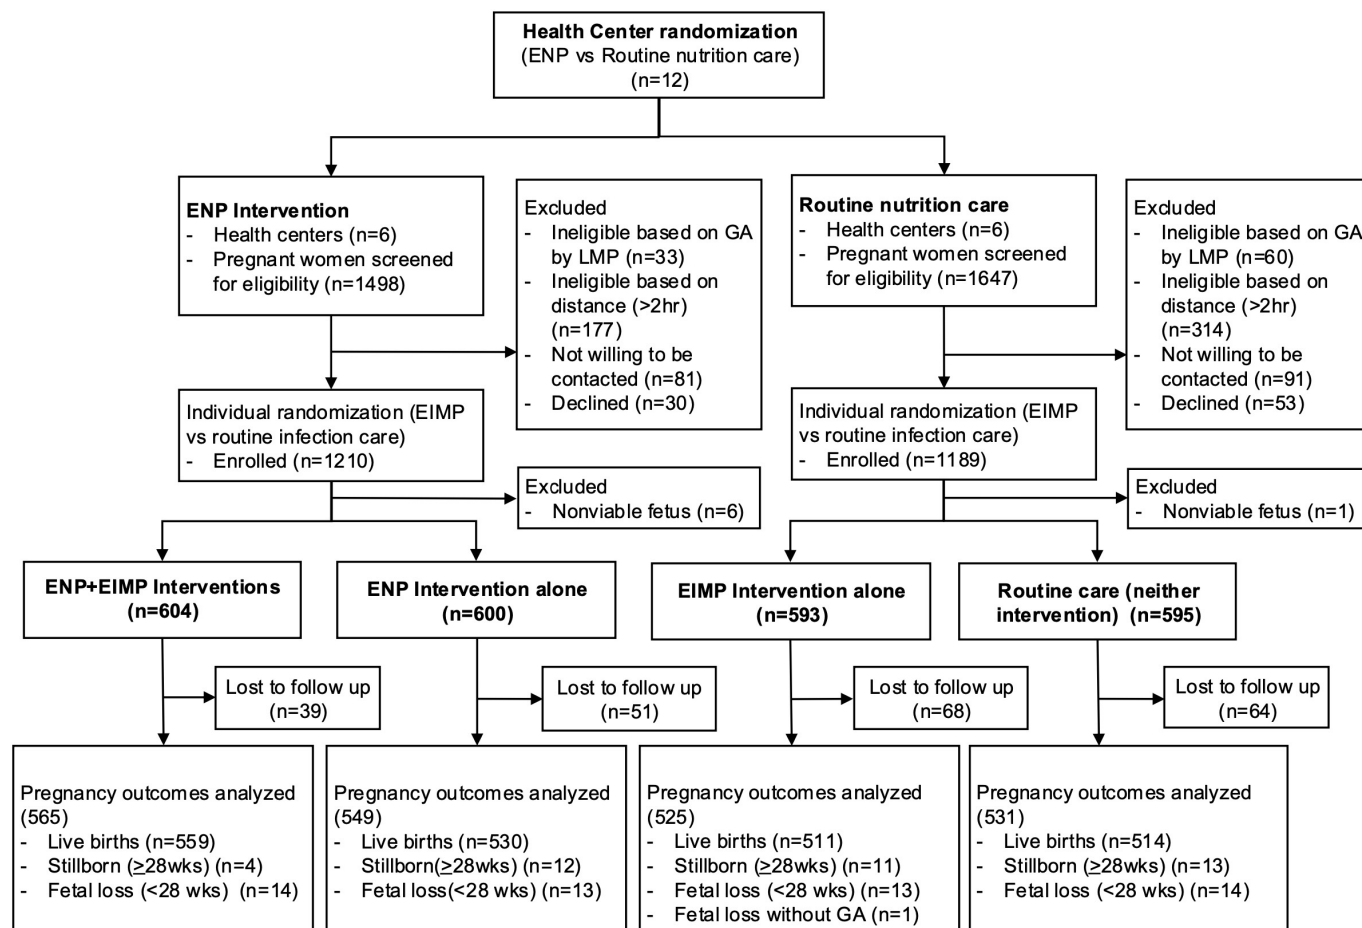 Health Center randomization
(ENP vs Routine nutrition care)
(n=12)
ENP Intervention
- Health centers (n=6)
- Pregnant women screened
for eligibility (n=1498)
Excluded
- Ineligible based on GA
by LMP (n=33)
- Ineligible based on
distance (>2hr)
(n=177)
- Not willing to be
contacted (n=81)
- Declined (n=30)
Routine nutrition care
- Health centers (n=6)
- Pregnant women screened
for eligibility (n=1647)
Excluded
- Ineligible based on GA
by LMP (n=60)
- Ineligible based on
distance (>2hr)
(n=314)
- Not willing to be
contacted (n=91)
- Declined (n=53)
Individual randomization (EIMP
vs routine infection care)
- Enrolled (n=1210)
Individual randomization (EIMP
vs routine infection care)
- Enrolled (n=1189)
Excluded
- Nonviable fetus (n=6)
Excluded
- Nonviable fetus (n=1)
ENP+EIMP Interventions
(n=604)
ENP Intervention alone
(n=600)
EIMP Intervention alone
(n=593)
Routine care (neither
intervention) (n=595)
Lost to follow up
(n=39)
Lost to follow up
(n=51)
Lost to follow up
(n=68)
Lost to follow up
(n=64)
Pregnancy outcomes analyzed
(565)
- Live births (n=559)
- Stillborn (≥28wks) (n=4)
- Fetal loss (<28 wks) (n=14)
Pregnancy outcomes analyzed
(549)
- Live births (n=530)
- Stillborn(≥28wks) (n=12)
- Fetal loss(<28 wks) (n=13)
Pregnancy outcomes analyzed
(525)
- Live births (n=511)
- Stillborn (≥28wks) (n=11)
- Fetal loss (<28 wks) (n=13)
- Fetal loss without GA (n=1)
Pregnancy outcomes analyzed
(531)
- Live births (n=514)
- Stillborn (≥28wks) (n=13)
- Fetal loss (<28 wks) (n=14)